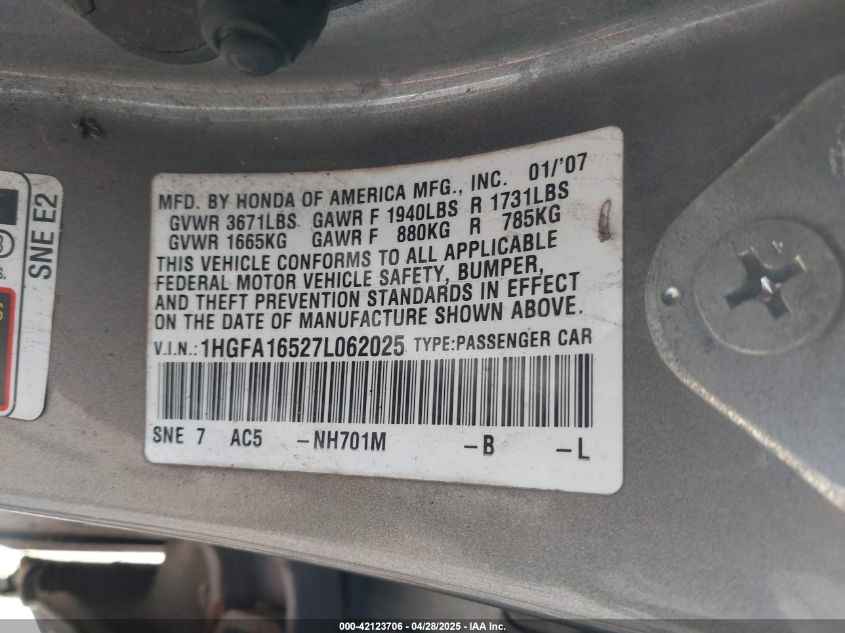 MFD. BY HONDA OF AMERICA MFG., INC. 01/'07
GVWR 3671LBS GAWR F 1940LBS R 1731LBS
GVWR 1665KG GAWR F 880KG R 785KG
THIS VEHICLE CONFORMS TO ALL APPLICABLE
FEDERAL MOTOR VEHICLE SAFETY, BUMPER,
AND THEFT PREVENTION STANDARDS IN EFFECT
ON THE DATE OF MANUFACTURE SHOWN ABOVE.
V.I.N.: 1HGFA16527L062025 TYPE:PASSENGER CAR
SNE 7 AC5 -NH701M -B -L
SNE E2
000-42123706 - 04/28/2025 - IAA Inc.